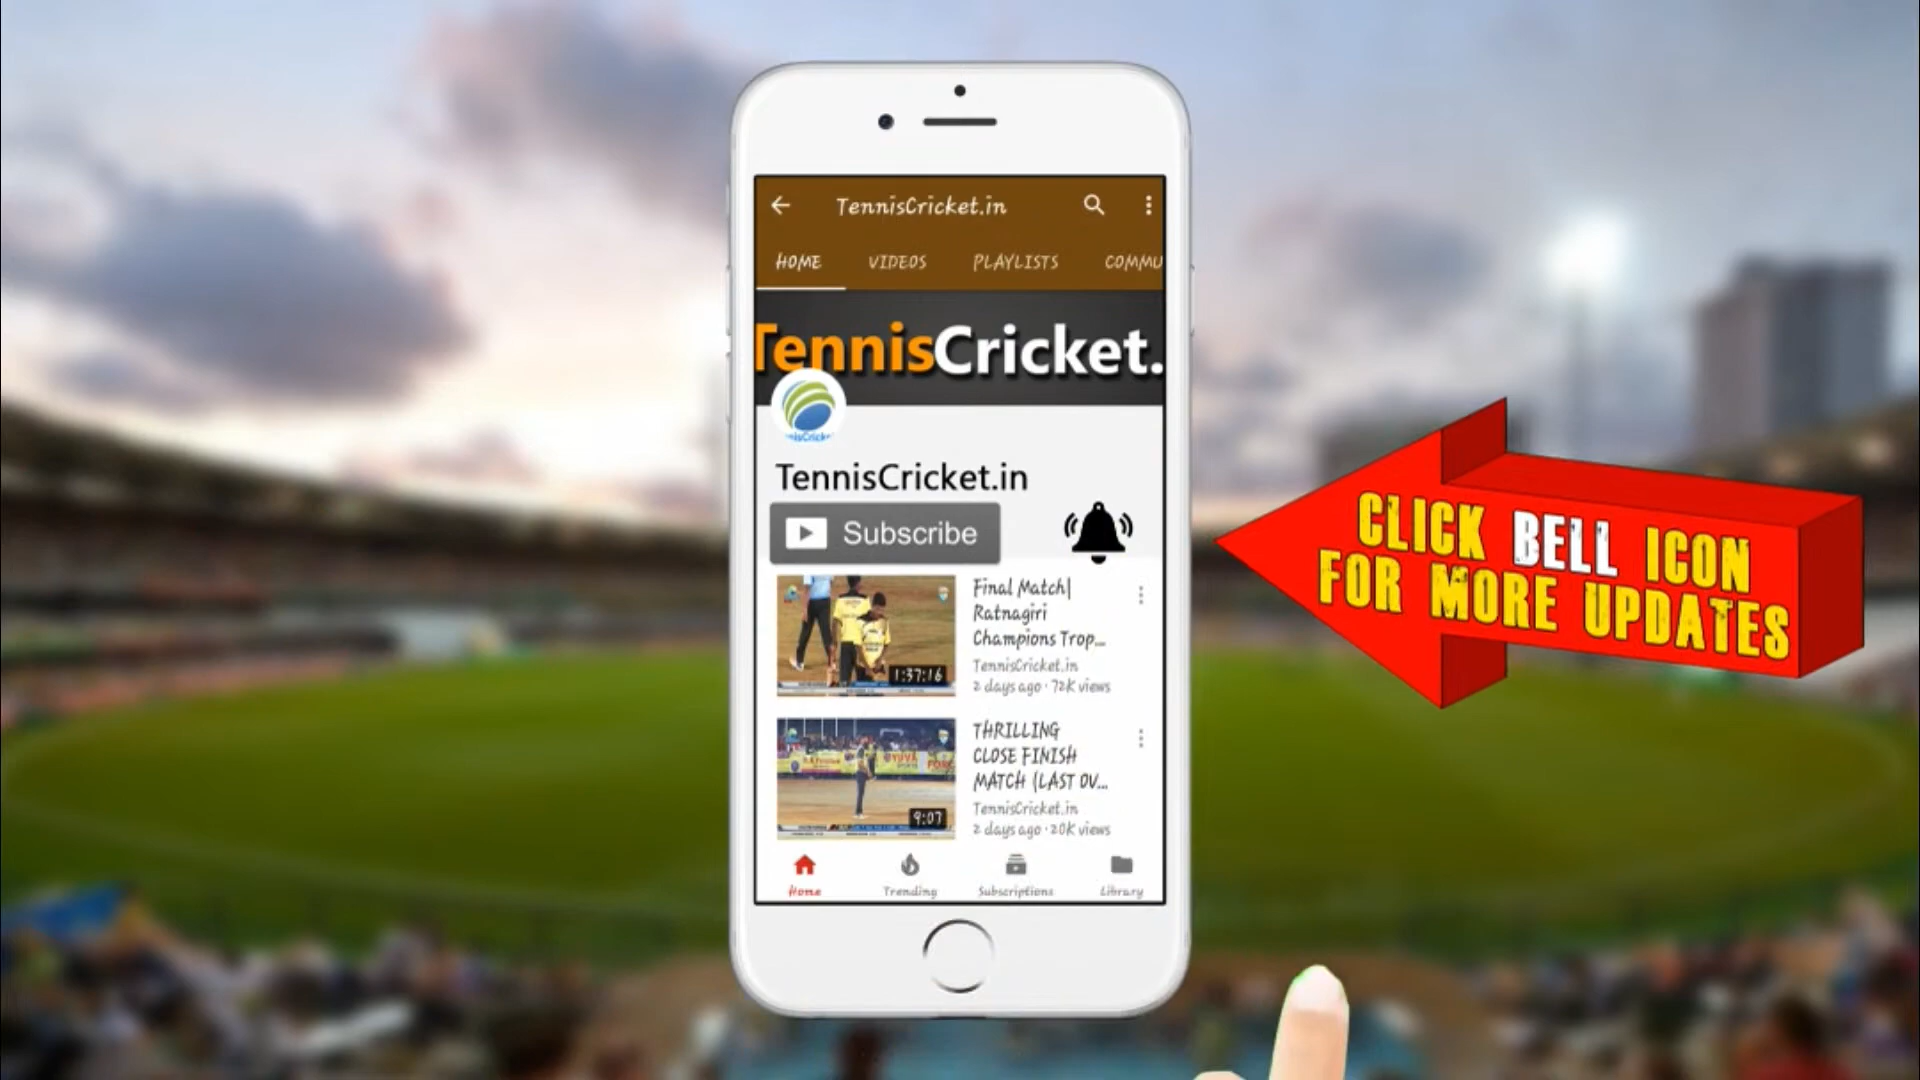 TennisCricket.in
HOME VIDEOS PLAYLISTS COMMU
TennisCricket.
TennisCricket.in
Subscribe
Final Match|
Ratnagiri
Champions Trop...
TennisCricket.in
2 days ago · 72K views
1:37:16
THRILLING
CLOSE FINISH
MATCH (LAST OV...
TennisCricket.in
2 days ago · 20K views
9:07
Home Trending Subscriptions Library
CLICK BELL ICON
FOR MORE UPDATES